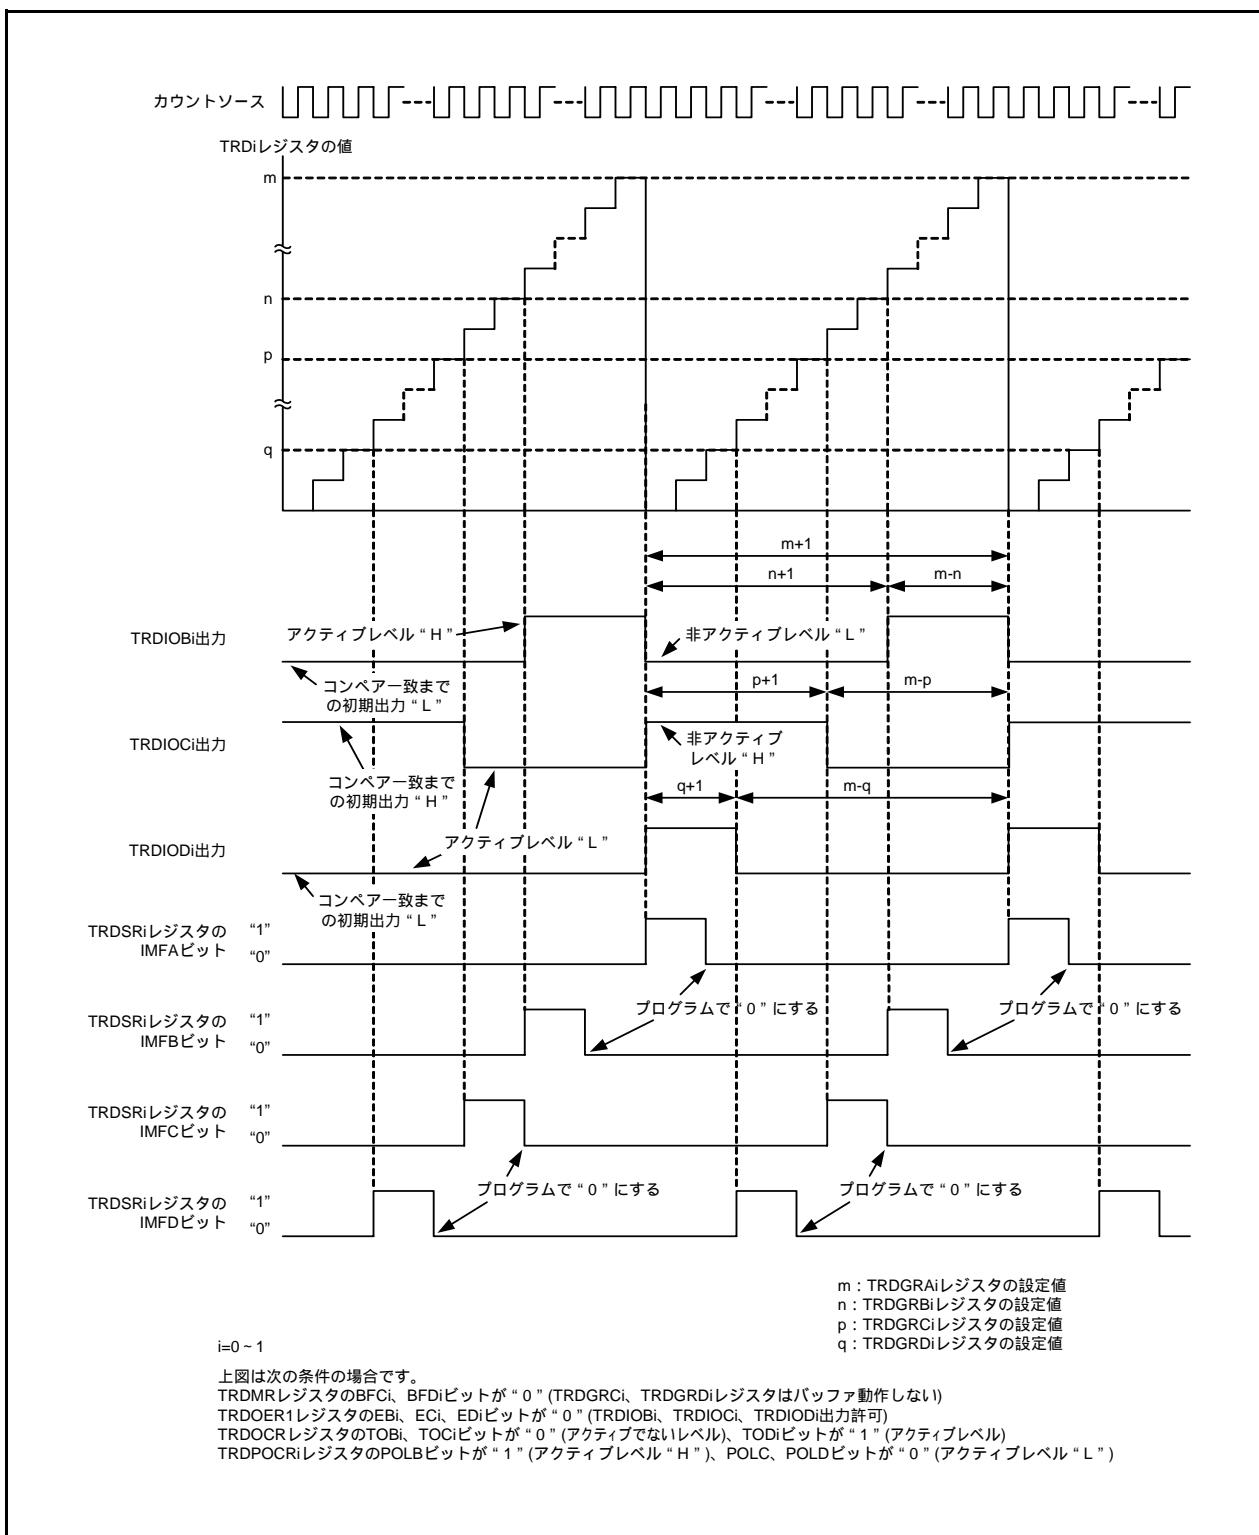 カウントソース
TRDiレジスタの値
m
n
p
q
m+1
n+1
m-n
TRDIOBi出力
アクティブレベル “ H ”
非アクティブレベル “ L ”
コンペア一致まで
の初期出力 “ L ”
p+1
m-p
TRDIOCi出力
非アクティブ
レベル “ H ”
コンペア一致まで
の初期出力 “ H ”
q+1
m-q
アクティブレベル “ L ”
TRDIODi出力
コンペア一致まで
の初期出力 “ L ”
TRDSRiレジスタの
IMFAビット
“1”
“0”
プログラムで “ 0 ” にする
プログラムで “ 0 ” にする
TRDSRiレジスタの
IMFBビット
“1”
“0”
TRDSRiレジスタの
IMFCビット
“1”
“0”
プログラムで “ 0 ” にする
プログラムで “ 0 ” にする
TRDSRiレジスタの
IMFDビット
“1”
“0”
m : TRDGRAiレジスタの設定値
n : TRDGRBiレジスタの設定値
p : TRDGRCiレジスタの設定値
q : TRDGRDiレジスタの設定値
i=0 ~ 1
上図は次の条件の場合です。
TRDMRレジスタのBFCi、BFDiビットが “ 0 ” (TRDGRCi、TRDGRDiレジスタはバッファ動作しない)
TRDOER1レジスタのEBi、ECi、EDiビットが “ 0 ” (TRDIOBi、TRDIOCi、TRDIODi出力許可)
TRDOCRレジスタのTOBi、TOCiビットが “ 0 ” (アクティブでないレベル)、TODiビットが “ 1 ” (アクティブレベル)
TRDPOCRiレジスタのPOLBビットが “ 1 ” (アクティブレベル “ H ” )、POLC、POLDビットが “ 0 ” (アクティブレベル “ L ” )